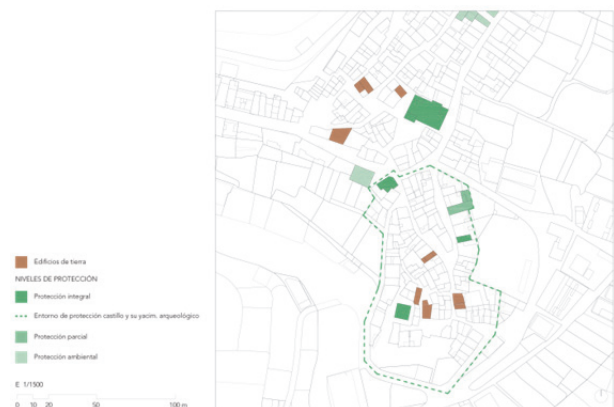 Edificios de tierra
NIVELES DE PROTECCIÓN
Protección integral
Entorno de protección castillo y su yacim. arqueológico
Protección parcial
Protección ambiental
E 1/1500
0 10 20 50 100 m